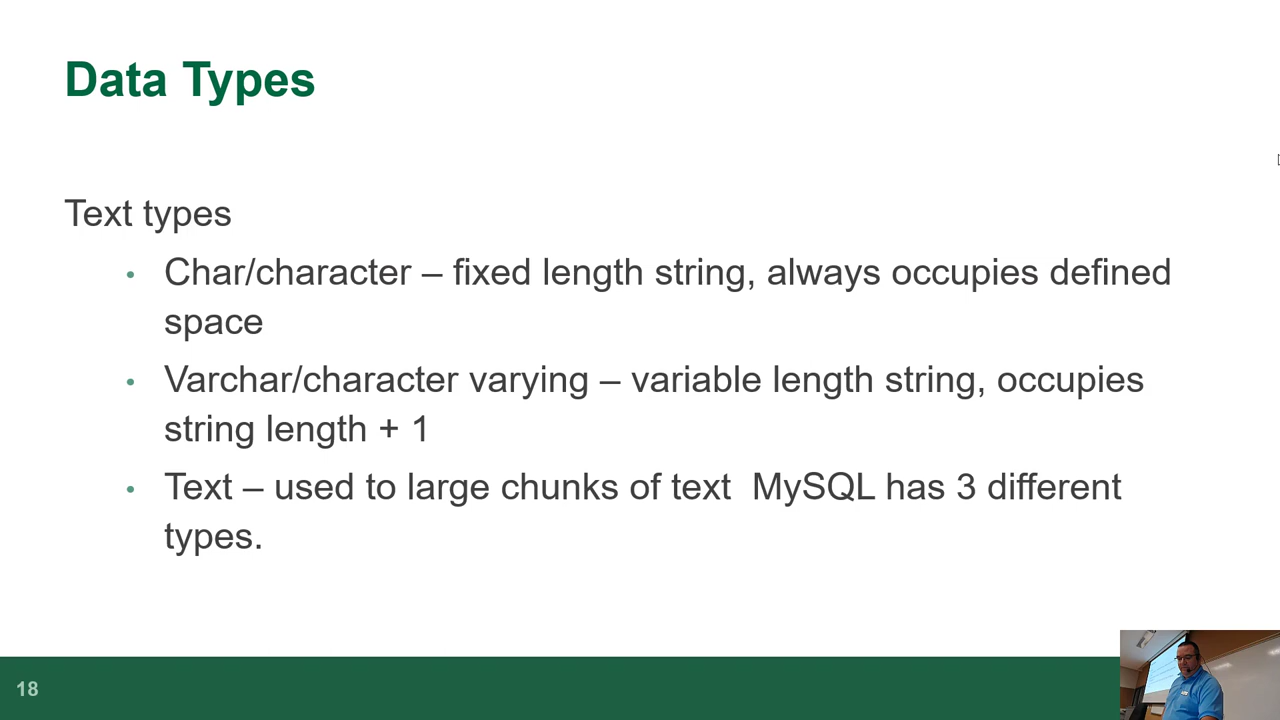 Data Types
Text types
• Char/character – fixed length string, always occupies defined
space
• Varchar/character varying – variable length string, occupies
string length + 1
• Text – used to large chunks of text  MySQL has 3 different
types.
18